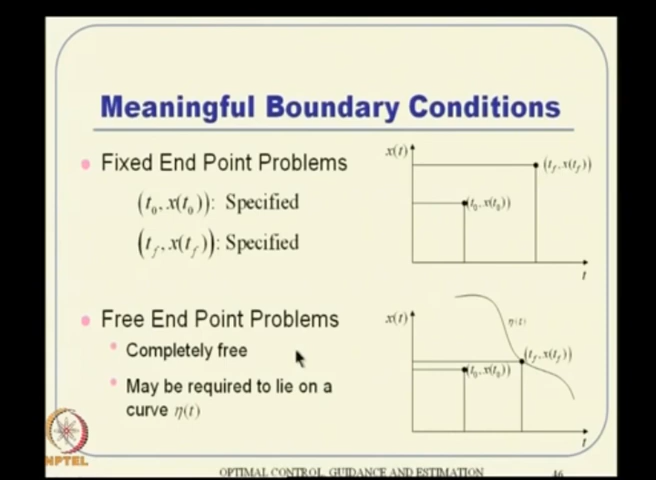 Meaningful Boundary Conditions
Fixed End Point Problems
(t₀, x(t₀)): Specified
(t_f, x(t_f)): Specified
x(t)
(t_f, x(t_f))
(t₀, x(t₀))
t
Free End Point Problems
Completely free
May be required to lie on a
curve η(t)
x(t)
η(t)
(t_f, x(t_f))
(t₀, x(t₀))
t
NPTEL
OPTIMAL CONTROL, GUIDANCE AND ESTIMATION
46